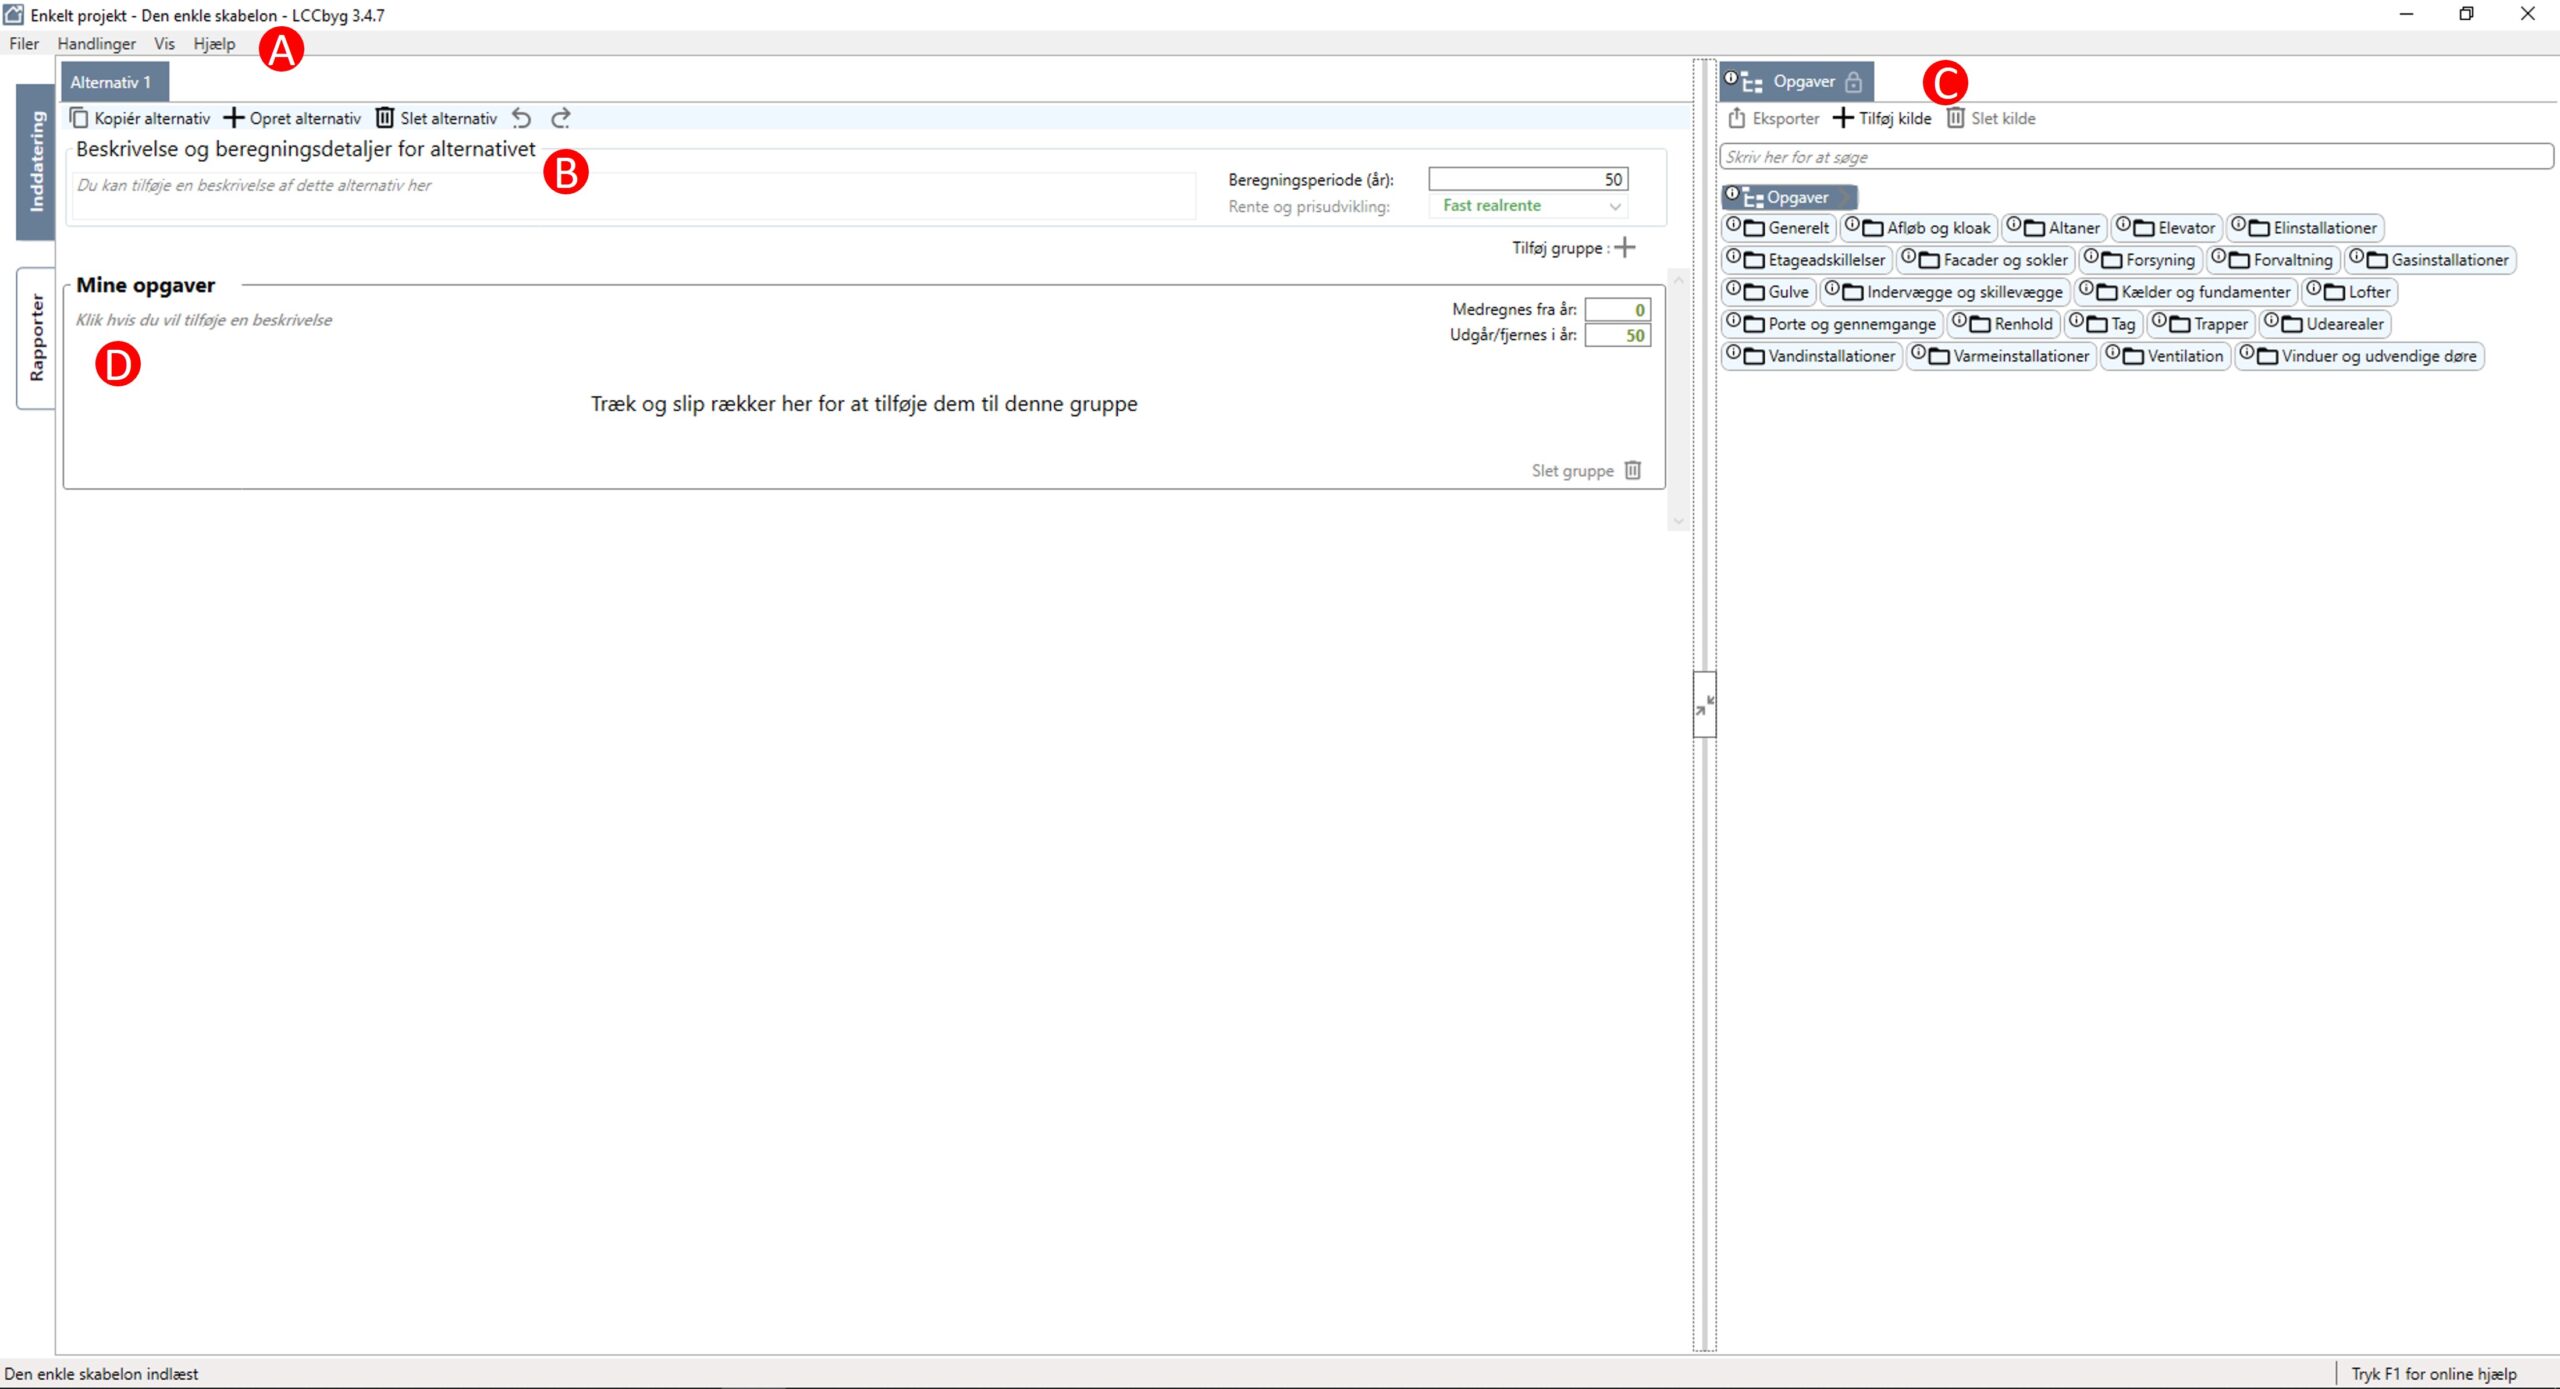 Enkelt projekt - Den enkle skabelon - LCCbyg 3.4.7
Filer Handlinger Vis Hjælp A
Inddatering
Rapporter
Alternativ 1
Kopiér alternativ Opret alternativ Slet alternativ
Beskrivelse og beregningsdetaljer for alternativet B
Du kan tilføje en beskrivelse af dette alternativ her
Beregningsperiode (år): 50
Rente og prisudvikling: Fast realrente
Tilføj gruppe :
Mine opgaver
Klik hvis du vil tilføje en beskrivelse
D
Medregnes fra år: 0
Udgår/fjernes i år: 50
Træk og slip rækker her for at tilføje dem til denne gruppe
Slet gruppe
Opgaver C
Eksporter Tilføj kilde Slet kilde
Skriv her for at søge
Opgaver
Generelt Afløb og kloak Altaner Elevator Elinstallationer
Etageadskillelser Facader og sokler Forsyning Forvaltning Gasinstallationer
Gulve Indervægge og skillevægge Kælder og fundamenter Lofter
Porte og gennemgange Renhold Tag Trapper Udearealer
Vandinstallationer Varmeinstallationer Ventilation Vinduer og udvendige døre
Den enkle skabelon indlæst
Tryk F1 for online hjælp